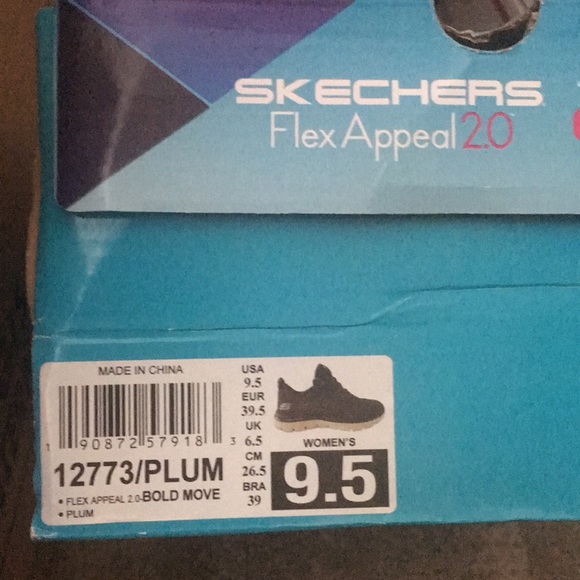 SKECHERS
Flex Appeal 2.0
MADE IN CHINA
1 90872 57918 3
12773/PLUM
• FLEX APPEAL 2.0-BOLD MOVE
• PLUM
USA
9.5
EUR
39.5
UK
6.5
CM
26.5
BRA
39
WOMEN'S
9.5